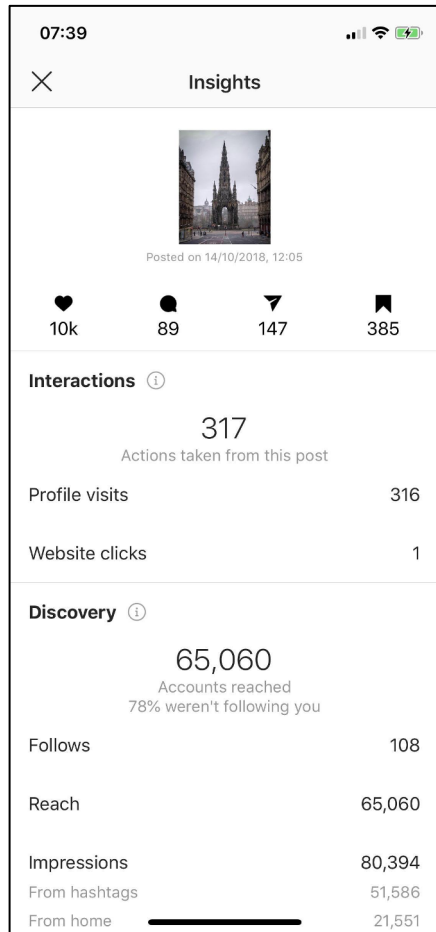 07:39
Insights
Posted on 14/10/2018, 12:05
10k 89 147 385
Interactions
317
Actions taken from this post
Profile visits 316
Website clicks 1
Discovery
65,060
Accounts reached
78% weren't following you
Follows 108
Reach 65,060
Impressions 80,394
From hashtags 51,586
From home 21,551